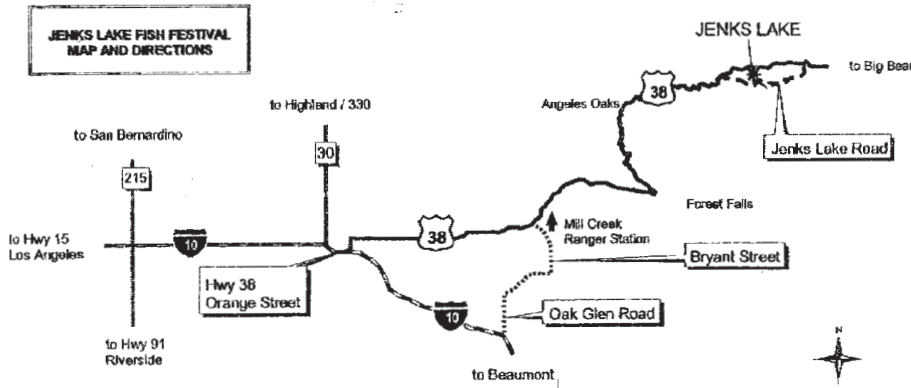 JENKS LAKE FISH FESTIVAL
MAP AND DIRECTIONS
JENKS LAKE
to Big Bear
38
Angeles Oaks
to Highland / 330
to San Bernardino
30
Jenks Lake Road
215
Forest Falls
Mill Creek
Ranger Station
38
to Hwy 15
Los Angeles
10
Bryant Street
Hwy 38
Orange Street
10
Oak Glen Road
to Hwy 91
Riverside
to Beaumont
N